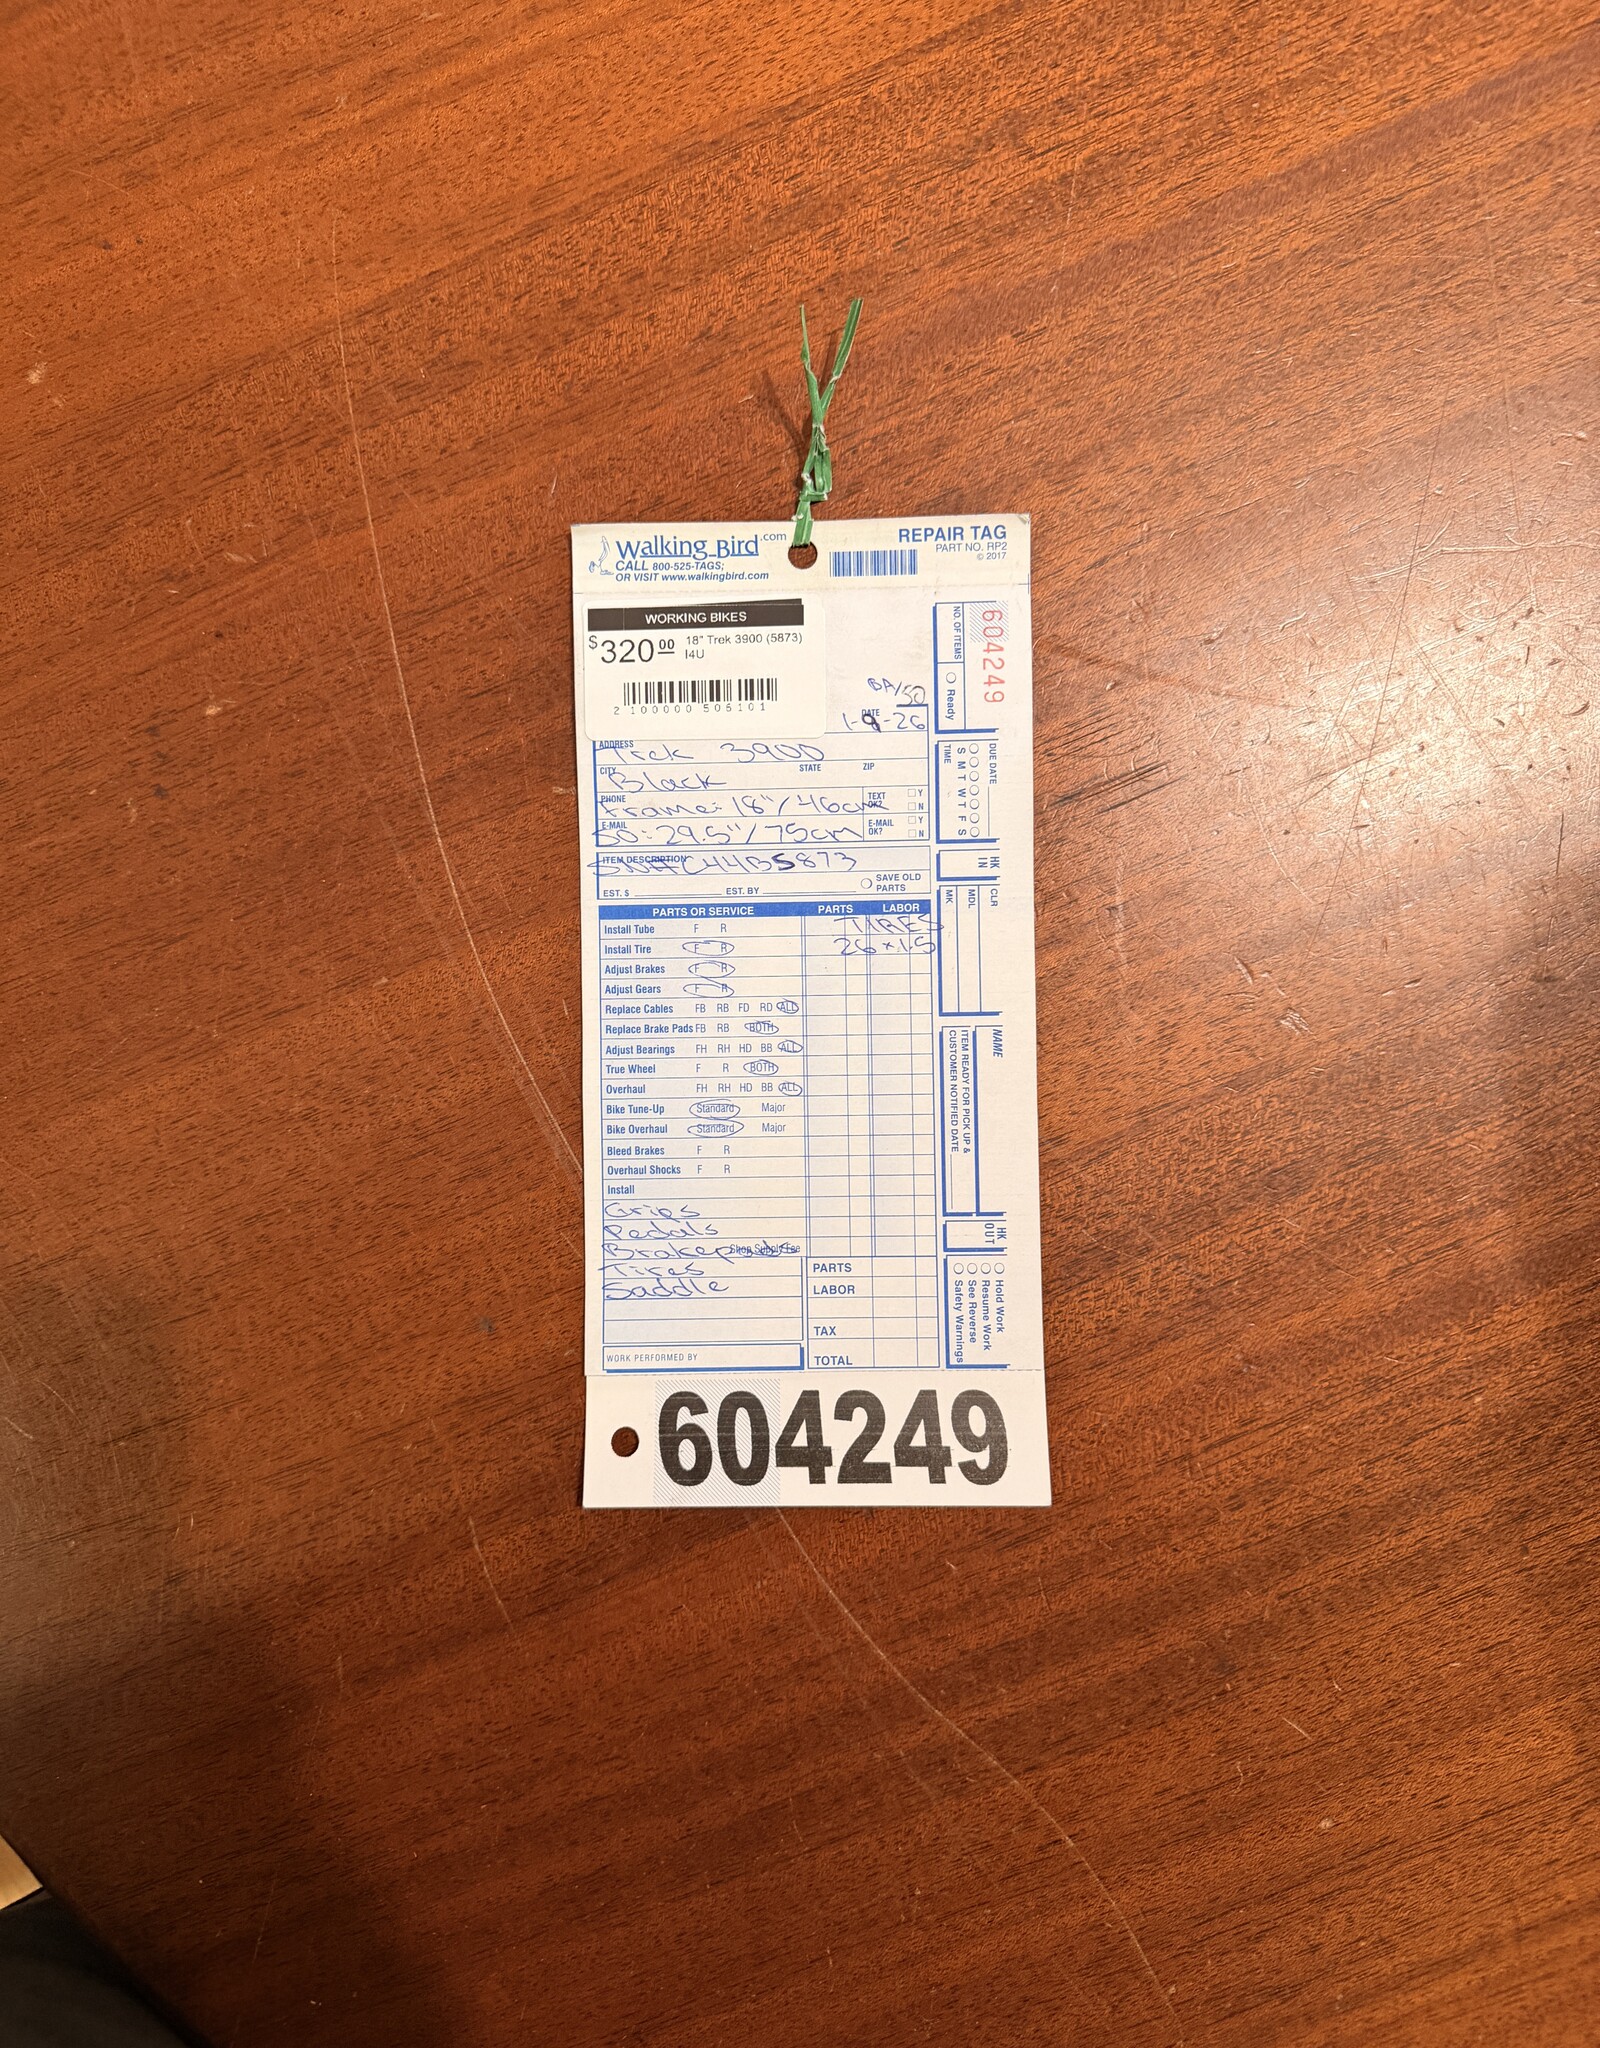 Walking Bird.com
CALL 800-525-TAGS;
OR VISIT www.walkingbird.com
REPAIR TAG
PART NO. RP2
© 2017
WORKING BIKES
$320.00
18" Trek 3900 (5873)
I4U
2 100000 506101
BA/50
DATE
1-9-26
ADDRESS
Trek 3900
CITY STATE ZIP
Black
PHONE
Frame: 18"/46cm
TEXT OK? Y N
E-MAIL
SO: 29.5"/75cm
E-MAIL OK? Y N
ITEM DESCRIPTION
SN#C44B5873
EST. $ EST. BY
SAVE OLD PARTS
PARTS OR SERVICE PARTS LABOR
Install Tube F R TIRES
Install Tire F R 26x1.5
Adjust Brakes F R
Adjust Gears F R
Replace Cables FB RB FD RD ALL
Replace Brake Pads FB RB BOTH
Adjust Bearings FH RH HD BB ALL
True Wheel F R BOTH
Overhaul FH RH HD BB ALL
Bike Tune-Up Standard Major
Bike Overhaul Standard Major
Bleed Brakes F R
Overhaul Shocks F R
Install
Grips
Pedals
Brakepads Shop Supply Fee
Tires
Saddle
PARTS
LABOR
TAX
TOTAL
WORK PERFORMED BY
604249
NO. OF ITEMS
Ready
DUE DATE
S M T W T F S
TIME
HK IN
CLR
MDL
MK
NAME
ITEM READY FOR PICK UP &
CUSTOMER NOTIFIED DATE
HK OUT
Hold Work
Resume Work
See Reverse
Safety Warnings
604249